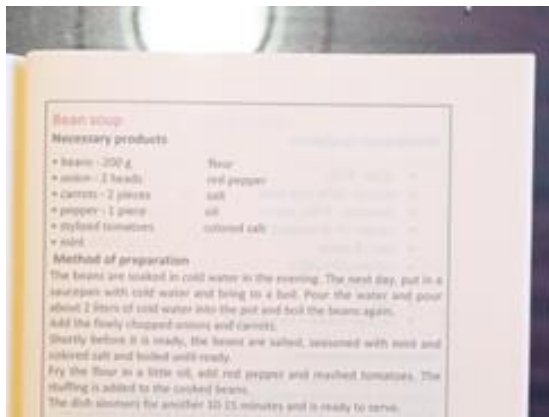 Bean soup
Necessary products
• beans - 200 g
flour
• onion - 2 heads
red pepper
• carrots - 2 pieces
salt
• pepper - 1 piece
oil
• stylized tomatoes
colored salt
• mint
Method of preparation
The beans are soaked in cold water in the evening. The next day, put in a
saucepan with cold water and bring to a boil. Pour the water and pour
about 2 liters of cold water into the pot and boil the beans again.
Add the finely chopped onions and carrots.
Shortly before it is ready, the beans are salted, seasoned with mint and
colored salt and boiled until ready.
Fry the flour in a little oil, add red pepper and mashed tomatoes. The
stuffing is added to the cooked beans.
The dish simmers for another 10-15 minutes and is ready to serve.